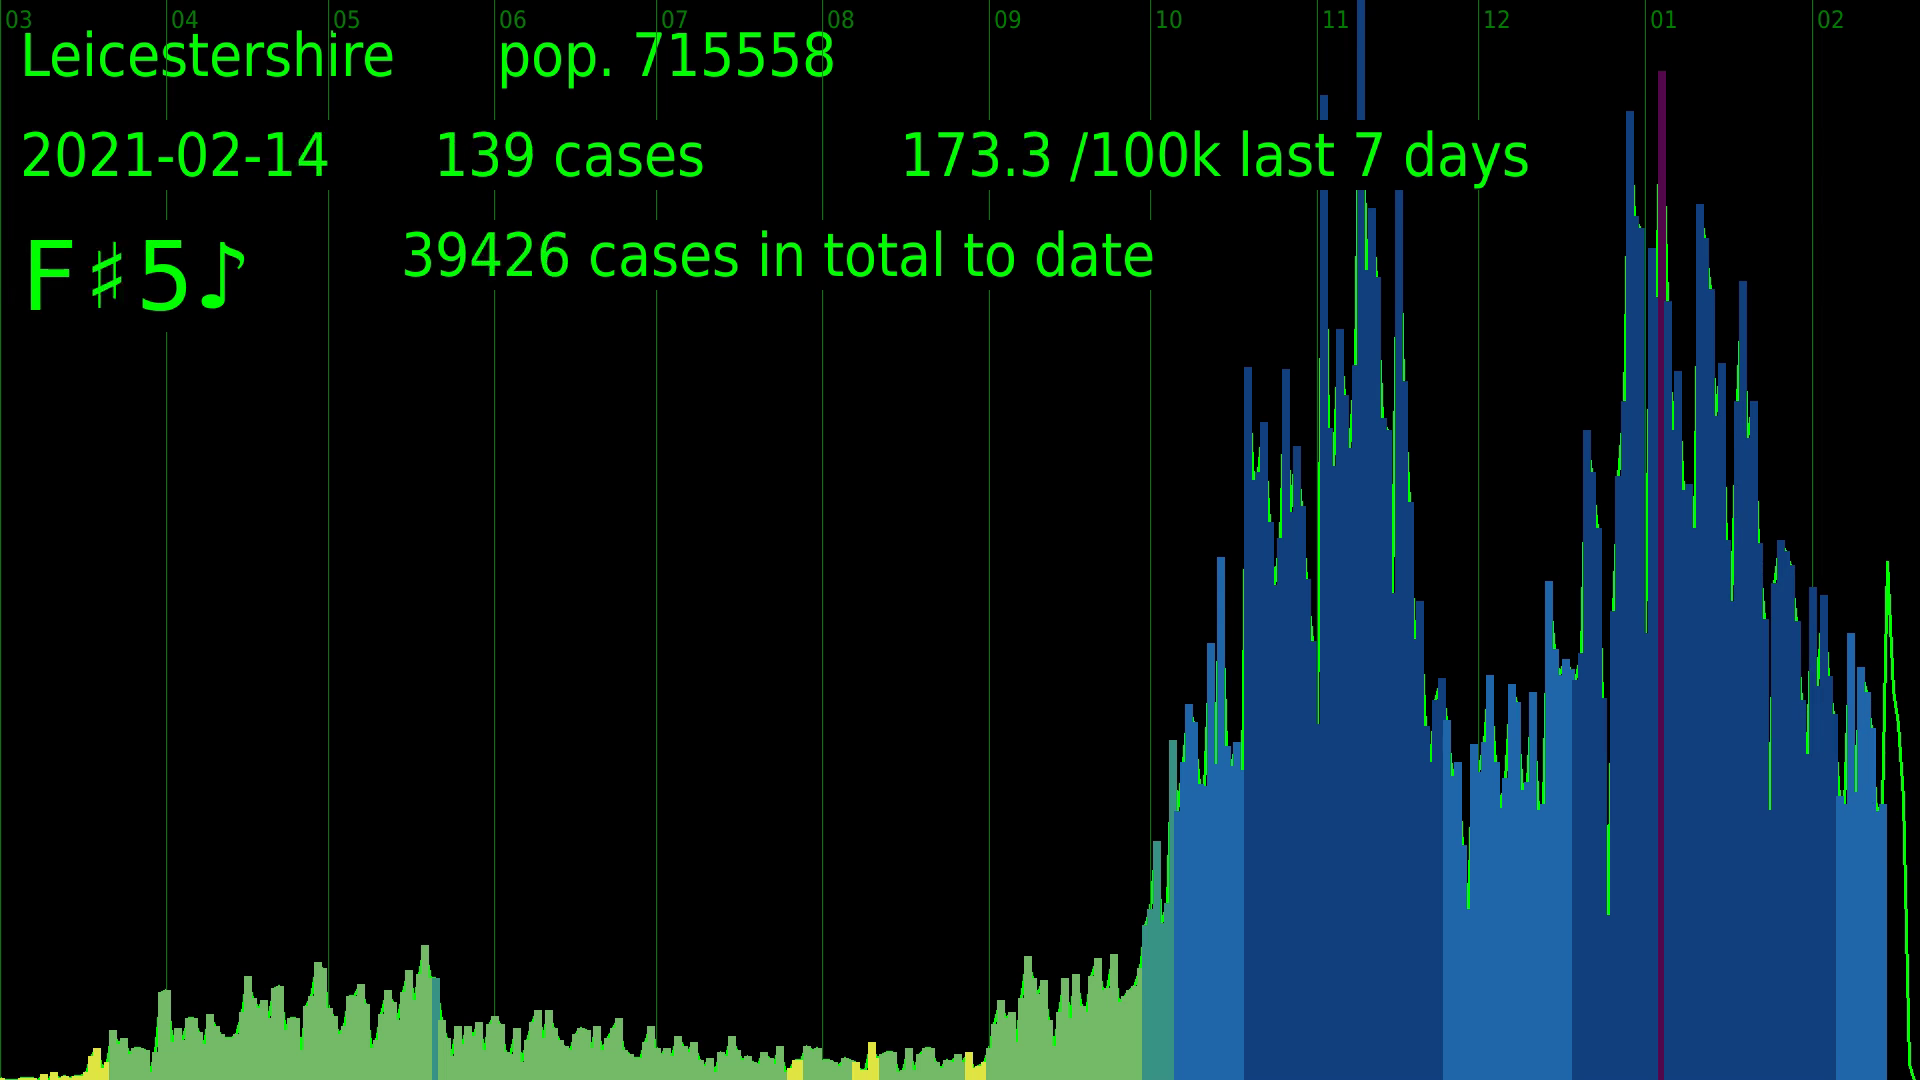 03 04 05 06 07 08 09 10 11 12 01 02
Leicestershire pop. 715558
2021-02-14 139 cases 173.3 /100k last 7 days
F♯5♪ 39426 cases in total to date